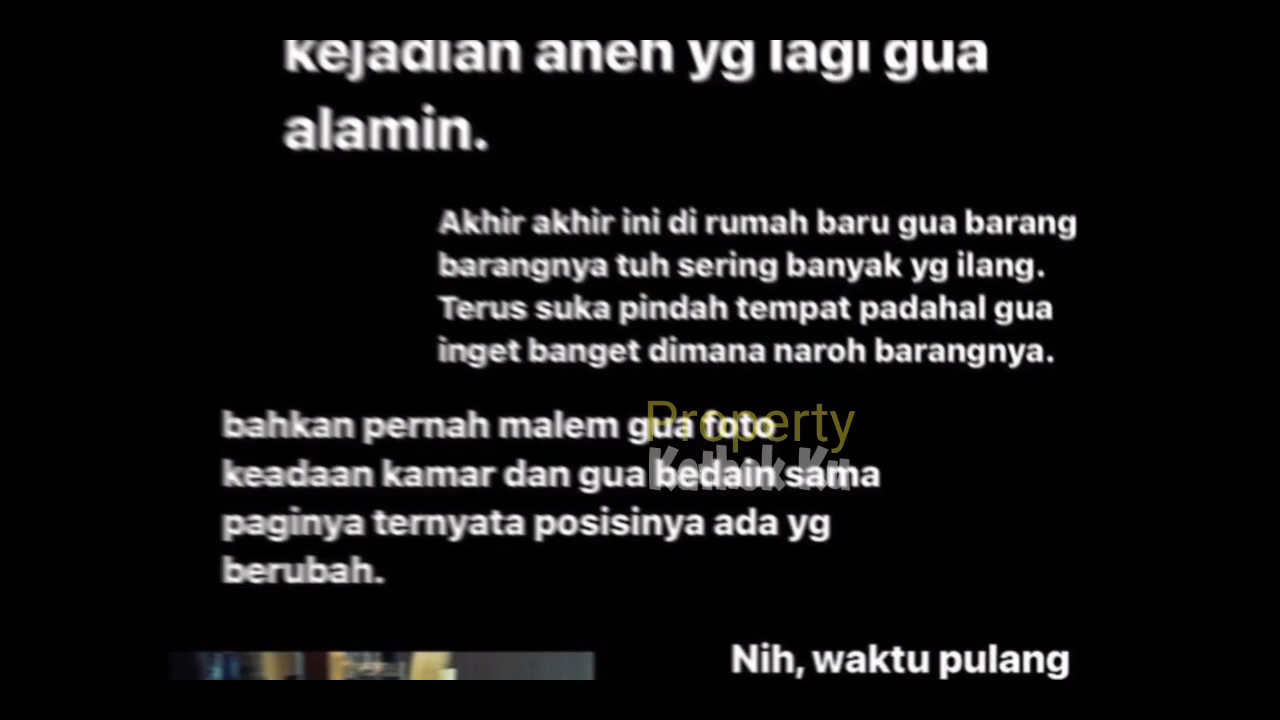 kejadian aneh yg lagi gua
alamin.
Akhir akhir ini di rumah baru gua barang
barangnya tuh sering banyak yg ilang.
Terus suka pindah tempat padahal gua
inget banget dimana naroh barangnya.
bahkan pernah malem gua foto
keadaan kamar dan gua bedain sama
paginya ternyata posisinya ada yg
berubah.
Property
Kathok Ku
Nih, waktu pulang